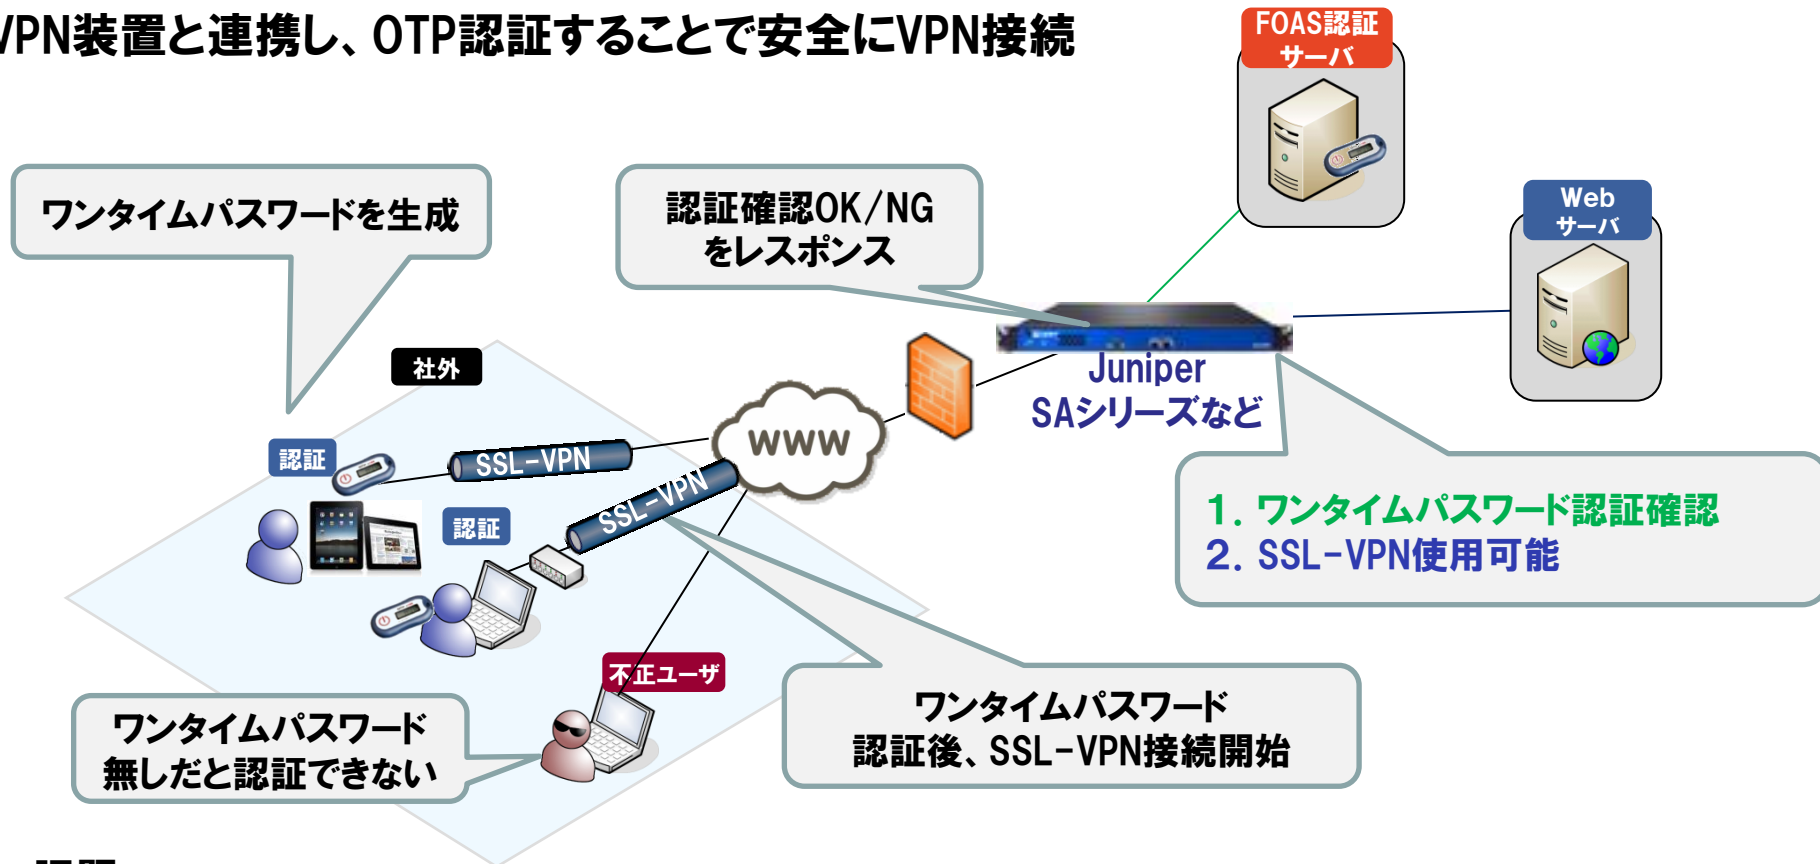 VPN装置と連携し、OTP認証することで安全にVPN接続
FOAS認証
サーバ
Web
サーバ
ワンタイムパスワードを生成
認証確認OK/NG
をレスポンス
社外
Juniper
SAシリーズなど
WWW
認証
SSL-VPN
SSL-VPN
認証
1. ワンタイムパスワード認証確認
2. SSL-VPN使用可能
不正ユーザ
ワンタイムパスワード
無しだと認証できない
ワンタイムパスワード
認証後、SSL-VPN接続開始